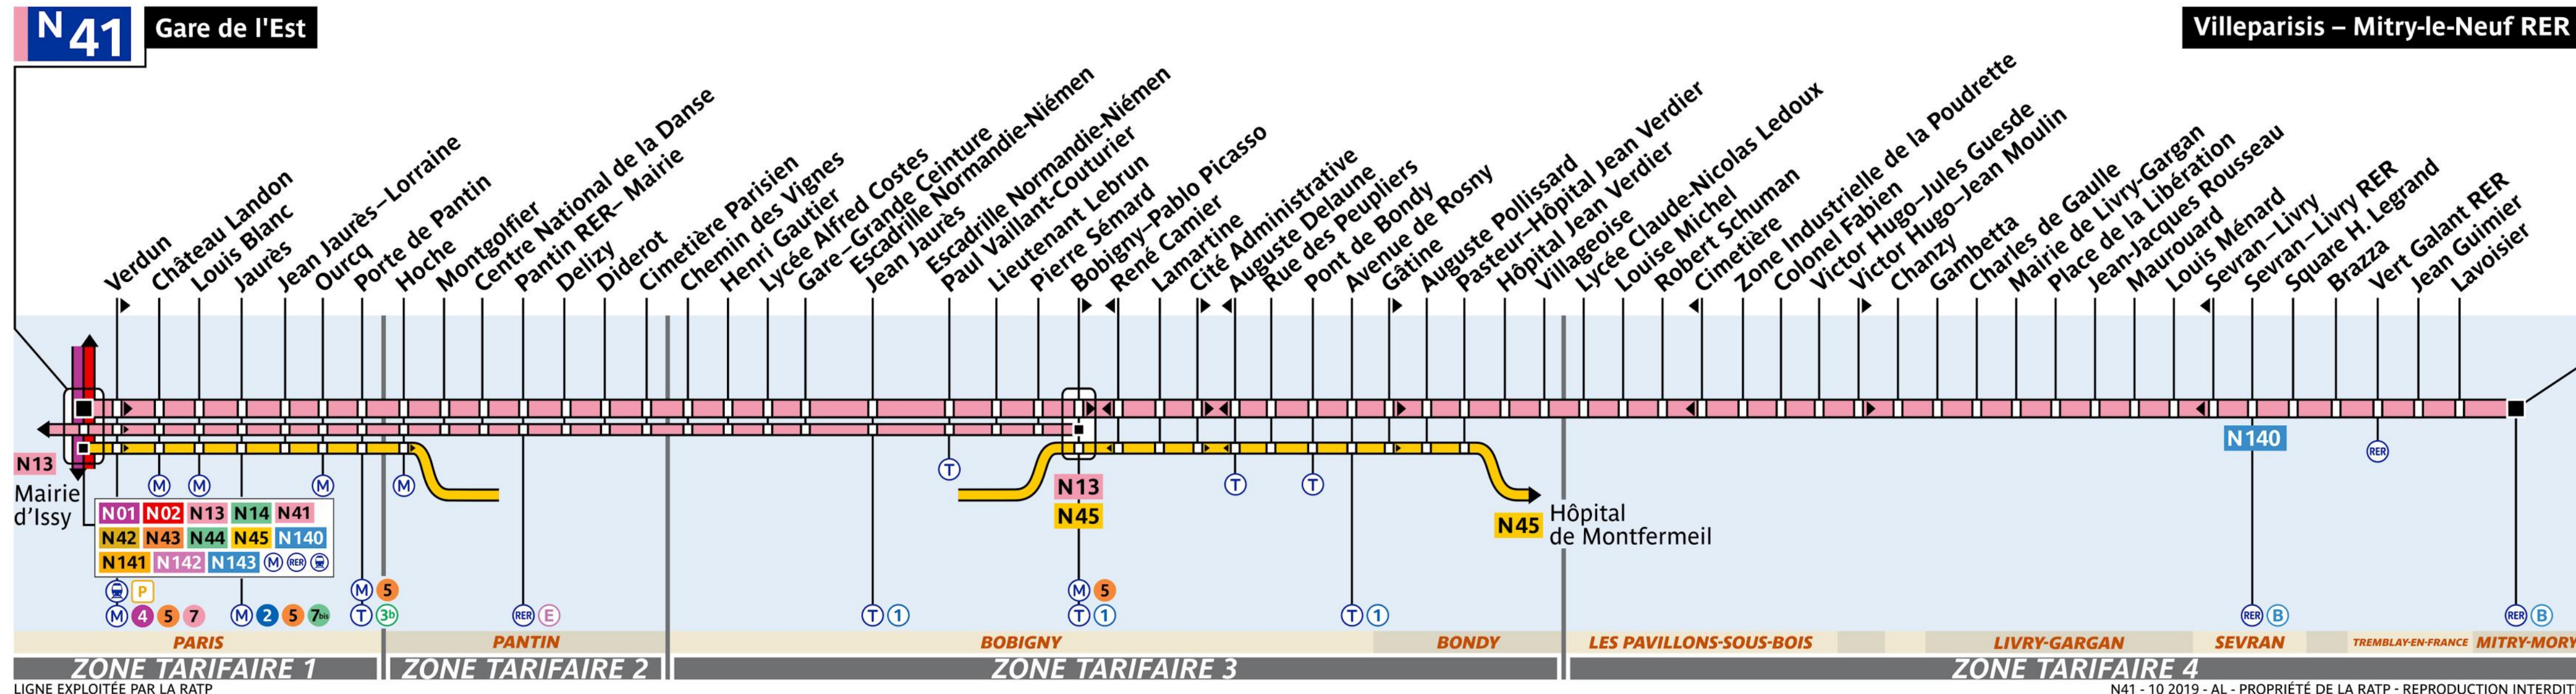 N41
Gare de l'Est
Villeparisis – Mitry-le-Neuf RER
Verdun
Château Landon
Louis Blanc
Jaurès
Jean Jaurès–Lorraine
Ourcq
Porte de Pantin
Hoche
Montgolfier
Centre National de la Danse
Pantin RER– Mairie
Delizy
Diderot
Cimetière Parisien
Chemin des Vignes
Henri Gautier
Lycée Alfred Costes
Gare–Grande Ceinture
Escadrille Normandie-Niémen
Jean Jaurès
Escadrille Normandie-Niémen
Paul Vaillant-Couturier
Lieutenant Lebrun
Pierre Sémard
Bobigny–Pablo Picasso
René Camier
Lamartine
Cité Administrative
Auguste Delaune
Rue des Peupliers
Pont de Bondy
Avenue de Rosny
Gâtine
Auguste Pollissard
Pasteur–Hôpital Jean Verdier
Hôpital Jean Verdier
Villageoise
Lycée Claude-Nicolas Ledoux
Louise Michel
Robert Schuman
Cimetière
Zone Industrielle de la Poudrette
Colonel Fabien
Victor Hugo–Jules Guesde
Victor Hugo–Jean Moulin
Chanzy
Gambetta
Charles de Gaulle
Mairie de Livry-Gargan
Place de la Libération
Jean-Jacques Rousseau
Maurouard
Louis Ménard
Sevran–Livry
Sevran–Livry RER
Square H. Legrand
Brazza
Vert Galant RER
Jean Guimier
Lavoisier
N13
Mairie
d'Issy
M M M M
N01 N02 N13 N14 N41
N42 N43 N44 N45 N140
N141 N142 N143 M RER
P
M 4 5 7
M 2 5 7bis
M 5
T 3b
RER E
T 1
T
N13
N45
M 5
T 1
T
T
T 1
N45
Hôpital
de Montfermeil
N140
RER B
RER
RER B
PARIS PANTIN BOBIGNY BONDY LES PAVILLONS-SOUS-BOIS LIVRY-GARGAN SEVRAN TREMBLAY-EN-FRANCE MITRY-MORY
ZONE TARIFAIRE 1 ZONE TARIFAIRE 2 ZONE TARIFAIRE 3 ZONE TARIFAIRE 4
LIGNE EXPLOITÉE PAR LA RATP
N41 - 10 2019 - AL - PROPRIÉTÉ DE LA RATP - REPRODUCTION INTERDIT